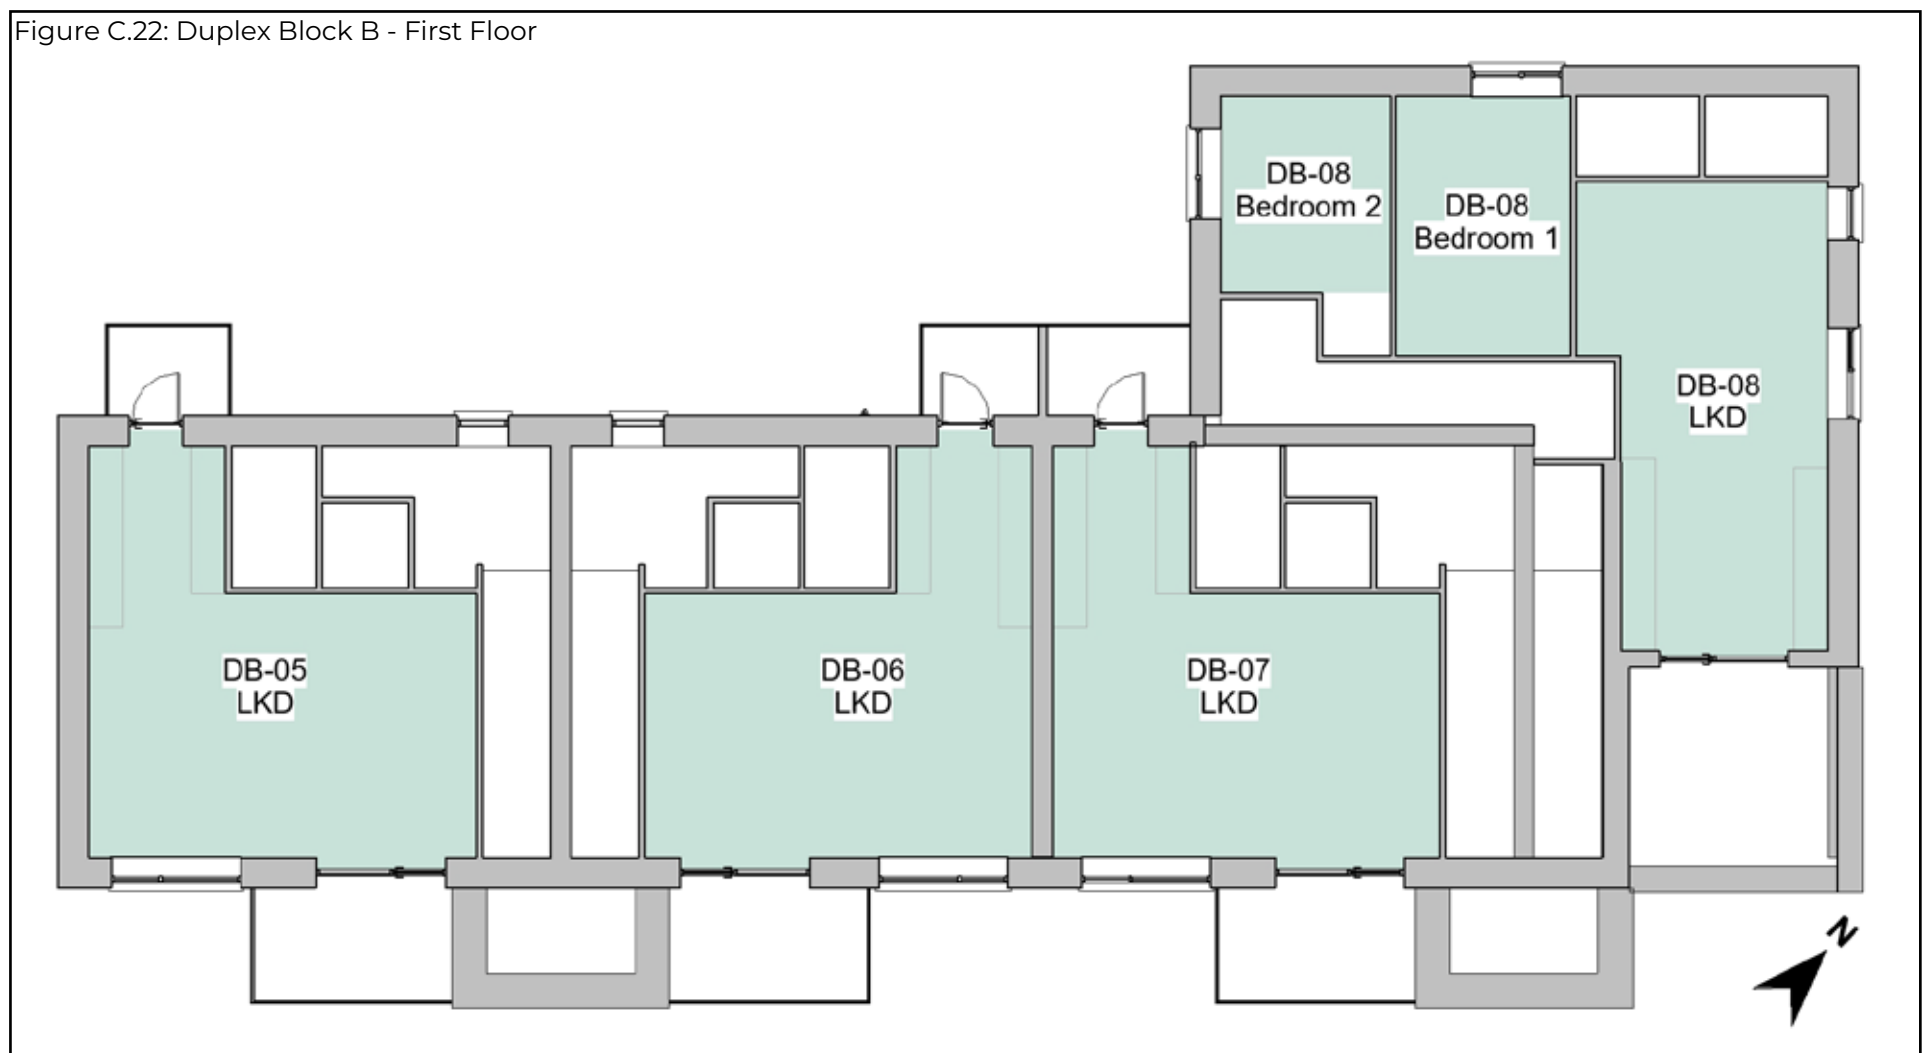 Figure C.22: Duplex Block B - First Floor
DB-08
Bedroom 2
DB-08
Bedroom 1
DB-08
LKD
DB-05
LKD
DB-06
LKD
DB-07
LKD
N